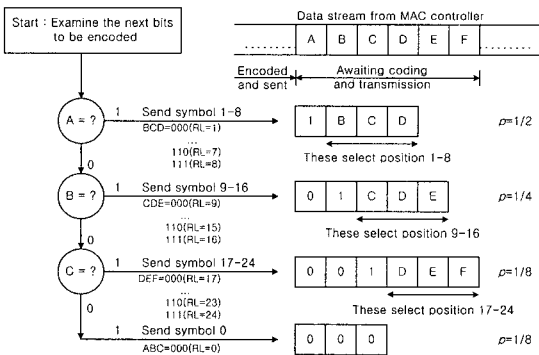 Start : Examine the next bits
to be encoded
Data stream from MAC controller
......... A B C D E F .........
Encoded
and sent
Awaiting coding
and transmission
A = ?
1 Send symbol 1-8
BCD=000(RL=1)
...
110(RL=7)
111(RL=8)
0
1 B C D
p=1/2
These select position 1-8
B = ?
1 Send symbol 9-16
CDE=000(RL=9)
...
110(RL=15)
111(RL=16)
0
0 1 C D E
p=1/4
These select position 9-16
C = ?
1 Send symbol 17-24
DEF=000(RL=17)
...
110(RL=23)
111(RL=24)
0
0 0 1 D E F
p=1/8
These select position 17-24
1 Send symbol 0
ABC=000(RL=0)
0 0 0
p=1/8